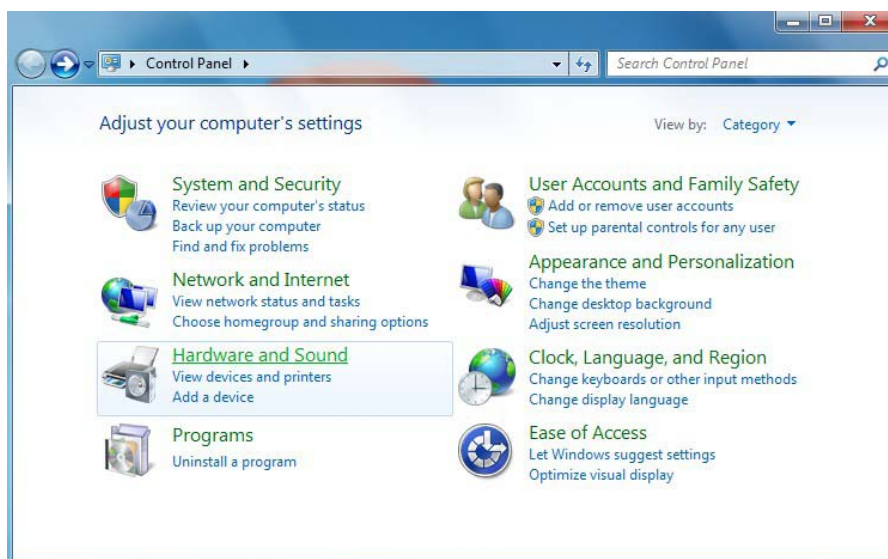 Control Panel
Search Control Panel
Adjust your computer's settings
View by: Category
System and Security
Review your computer's status
Back up your computer
Find and fix problems
Network and Internet
View network status and tasks
Choose homegroup and sharing options
Hardware and Sound
View devices and printers
Add a device
Programs
Uninstall a program
User Accounts and Family Safety
Add or remove user accounts
Set up parental controls for any user
Appearance and Personalization
Change the theme
Change desktop background
Adjust screen resolution
Clock, Language, and Region
Change keyboards or other input methods
Change display language
Ease of Access
Let Windows suggest settings
Optimize visual display